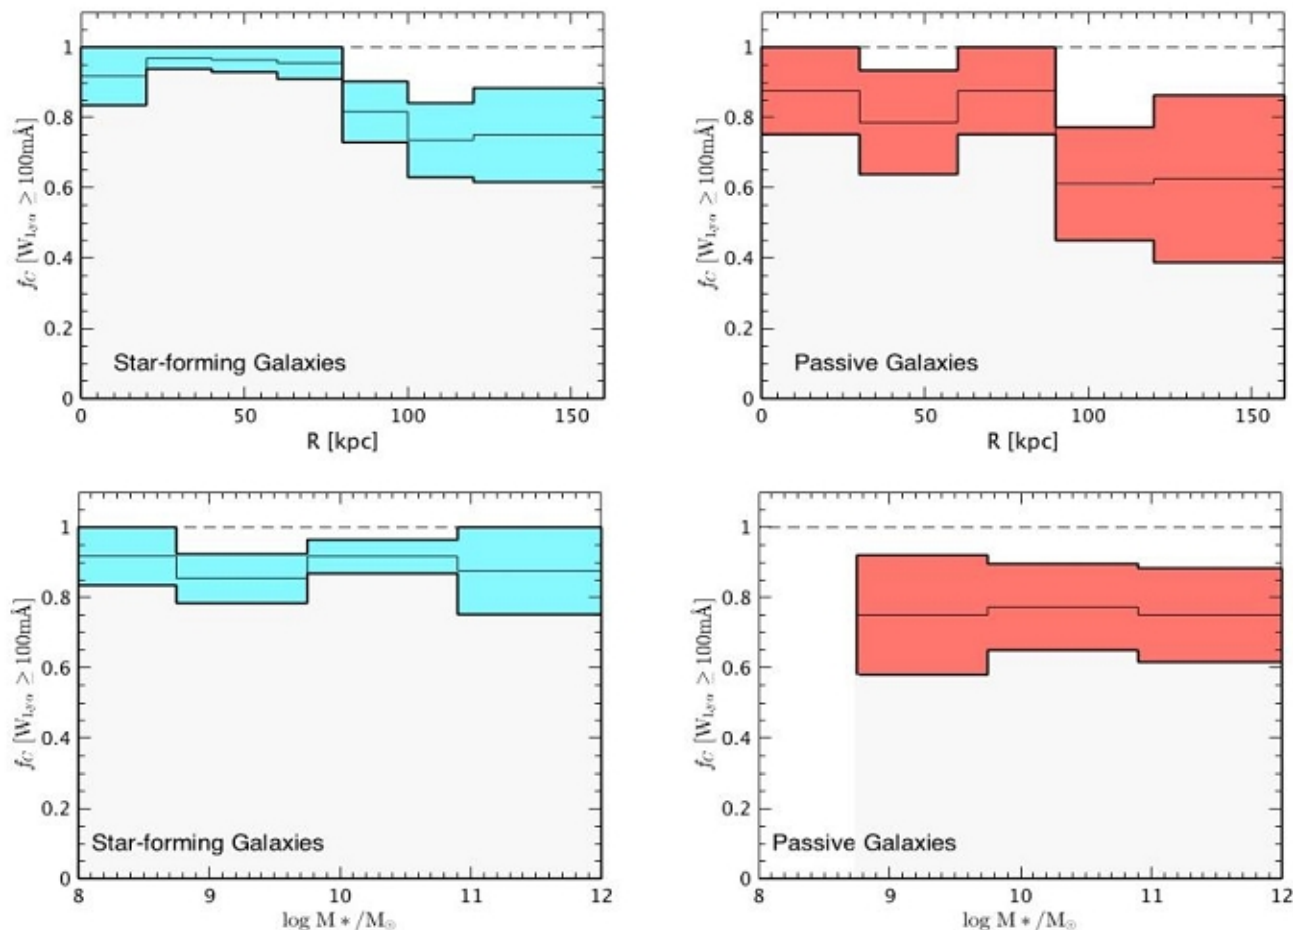 1
0.8
0.6
0.4
0.2
0
fC [WLyα ≥ 100mÅ]
Star-forming Galaxies
0 50 100 150
R [kpc]
1
0.8
0.6
0.4
0.2
0
fC [WLyα ≥ 100mÅ]
Passive Galaxies
0 50 100 150
R [kpc]
1
0.8
0.6
0.4
0.2
0
fC [WLyα ≥ 100mÅ]
Star-forming Galaxies
8 9 10 11 12
log M∗/M⊙
1
0.8
0.6
0.4
0.2
0
fC [WLyα ≥ 100mÅ]
Passive Galaxies
8 9 10 11 12
log M∗/M⊙